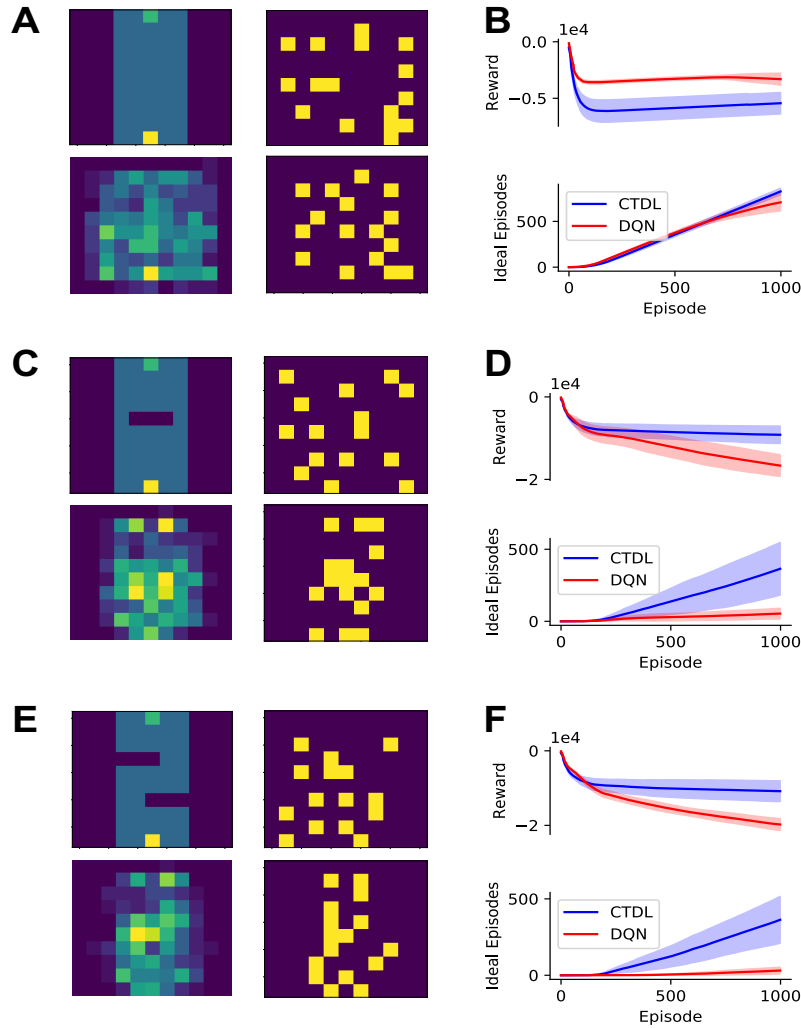 A
B
1e4
0.0
−0.5
Reward
500
0
Ideal Episodes
CTDL
DQN
0
500
1000
Episode
C
D
1e4
0
−2
Reward
500
0
Ideal Episodes
CTDL
DQN
0
500
1000
Episode
E
F
1e4
0
−2
Reward
500
0
Ideal Episodes
CTDL
DQN
0
500
1000
Episode